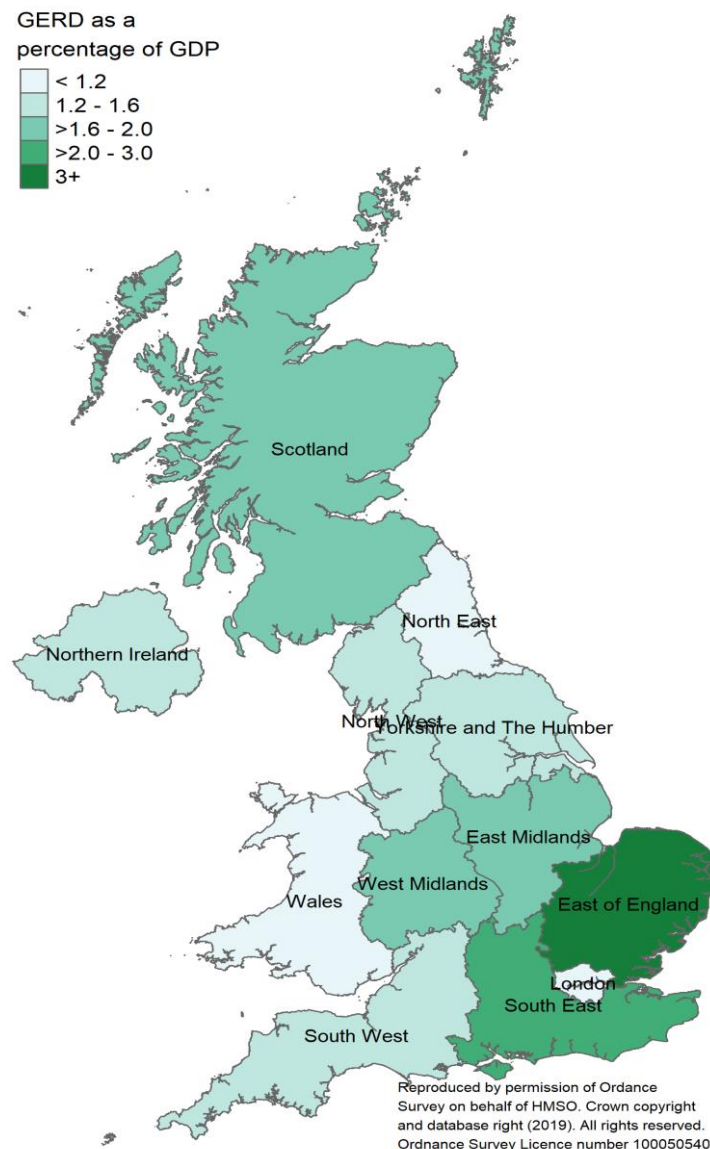 GERD as a
percentage of GDP
< 1.2
1.2 - 1.6
>1.6 - 2.0
>2.0 - 3.0
3+
Scotland
North East
Northern Ireland
North West
Yorkshire and The Humber
East Midlands
West Midlands
Wales
East of England
London
South East
South West
Reproduced by permission of Ordance
Survey on behalf of HMSO. Crown copyright
and database right (2019). All rights reserved.
Ordnance Survey Licence number 100050540